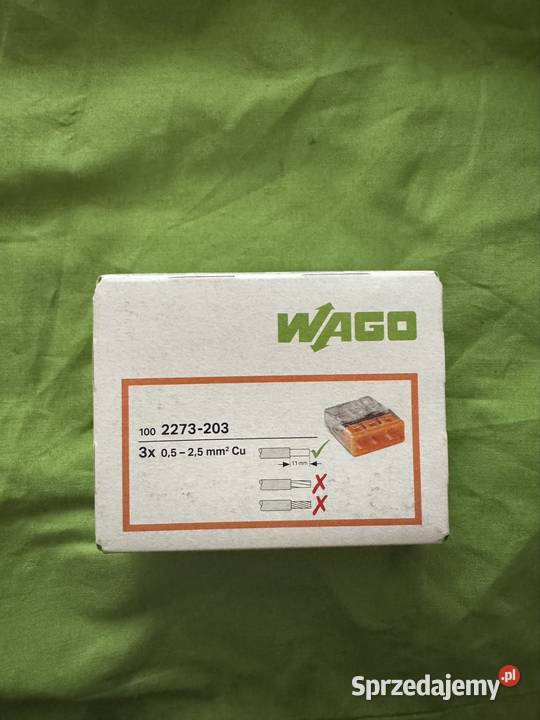 WAGO
100 2273-203
3x 0,5 – 2,5 mm² Cu
11 mm
Sprzedajemy.pl